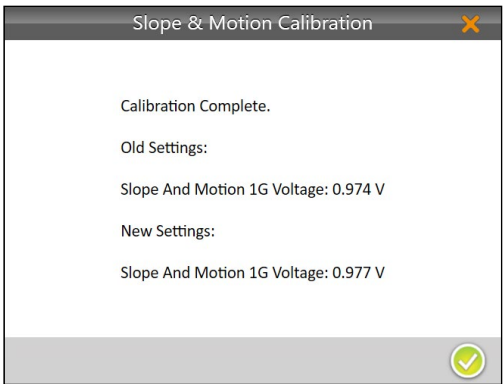 Slope & Motion Calibration
Calibration Complete.
Old Settings:
Slope And Motion 1G Voltage: 0.974 V
New Settings:
Slope And Motion 1G Voltage: 0.977 V